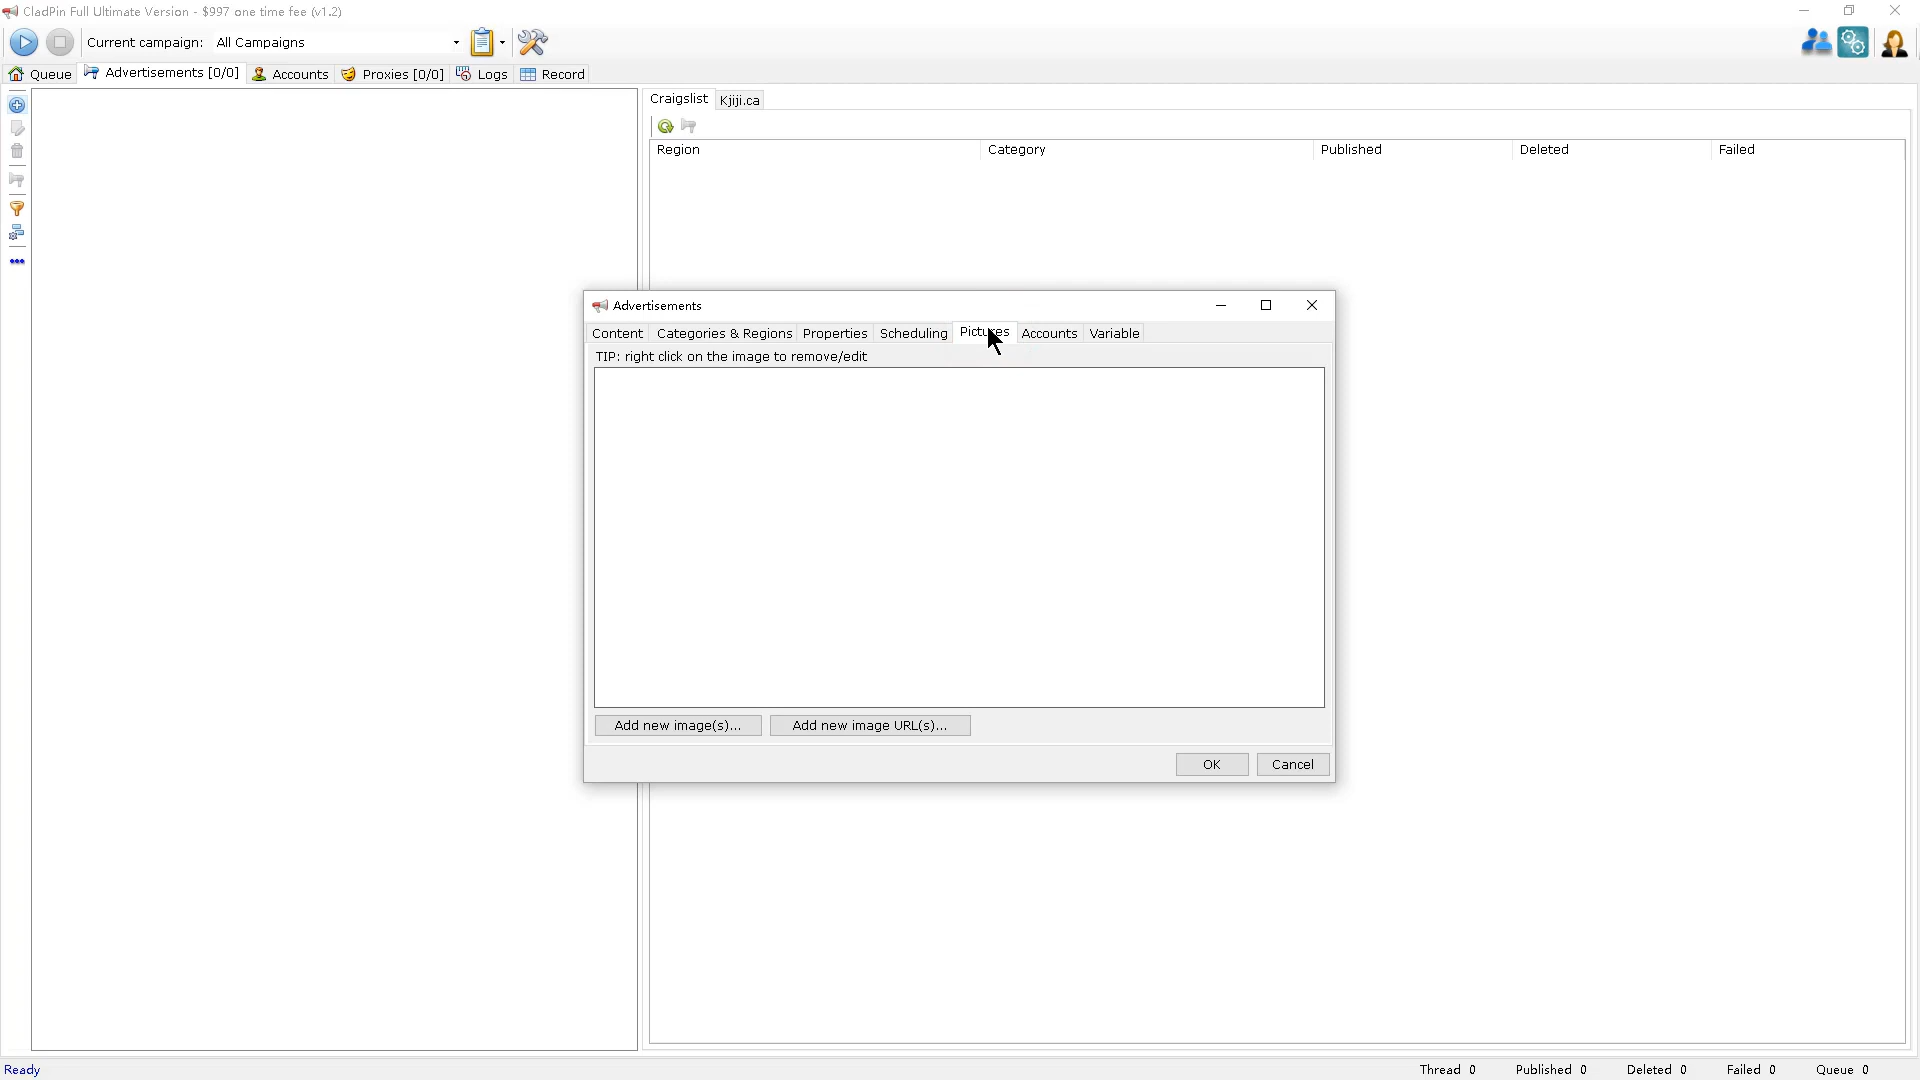 CladPin Full Ultimate Version - $997 one time fee (v1.2)
Current campaign: All Campaigns
Queue Advertisements [0/0] Accounts Proxies [0/0] Logs Record
Craigslist Kjiji.ca
Region Category Published Deleted Failed
Advertisements
Content Categories & Regions Properties Scheduling Pictures Accounts Variable
TIP: right click on the image to remove/edit
Add new image(s)... Add new image URL(s)...
OK Cancel
Ready Thread 0 Published 0 Deleted 0 Failed 0 Queue 0